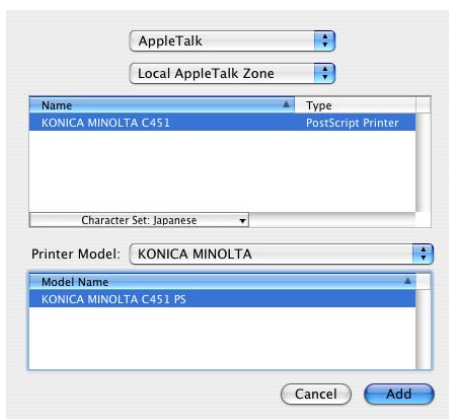 AppleTalk
Local AppleTalk Zone
Name Type
KONICA MINOLTA C451 PostScript Printer
Character Set: Japanese
Printer Model: KONICA MINOLTA
Model Name
KONICA MINOLTA C451 PS
Cancel Add